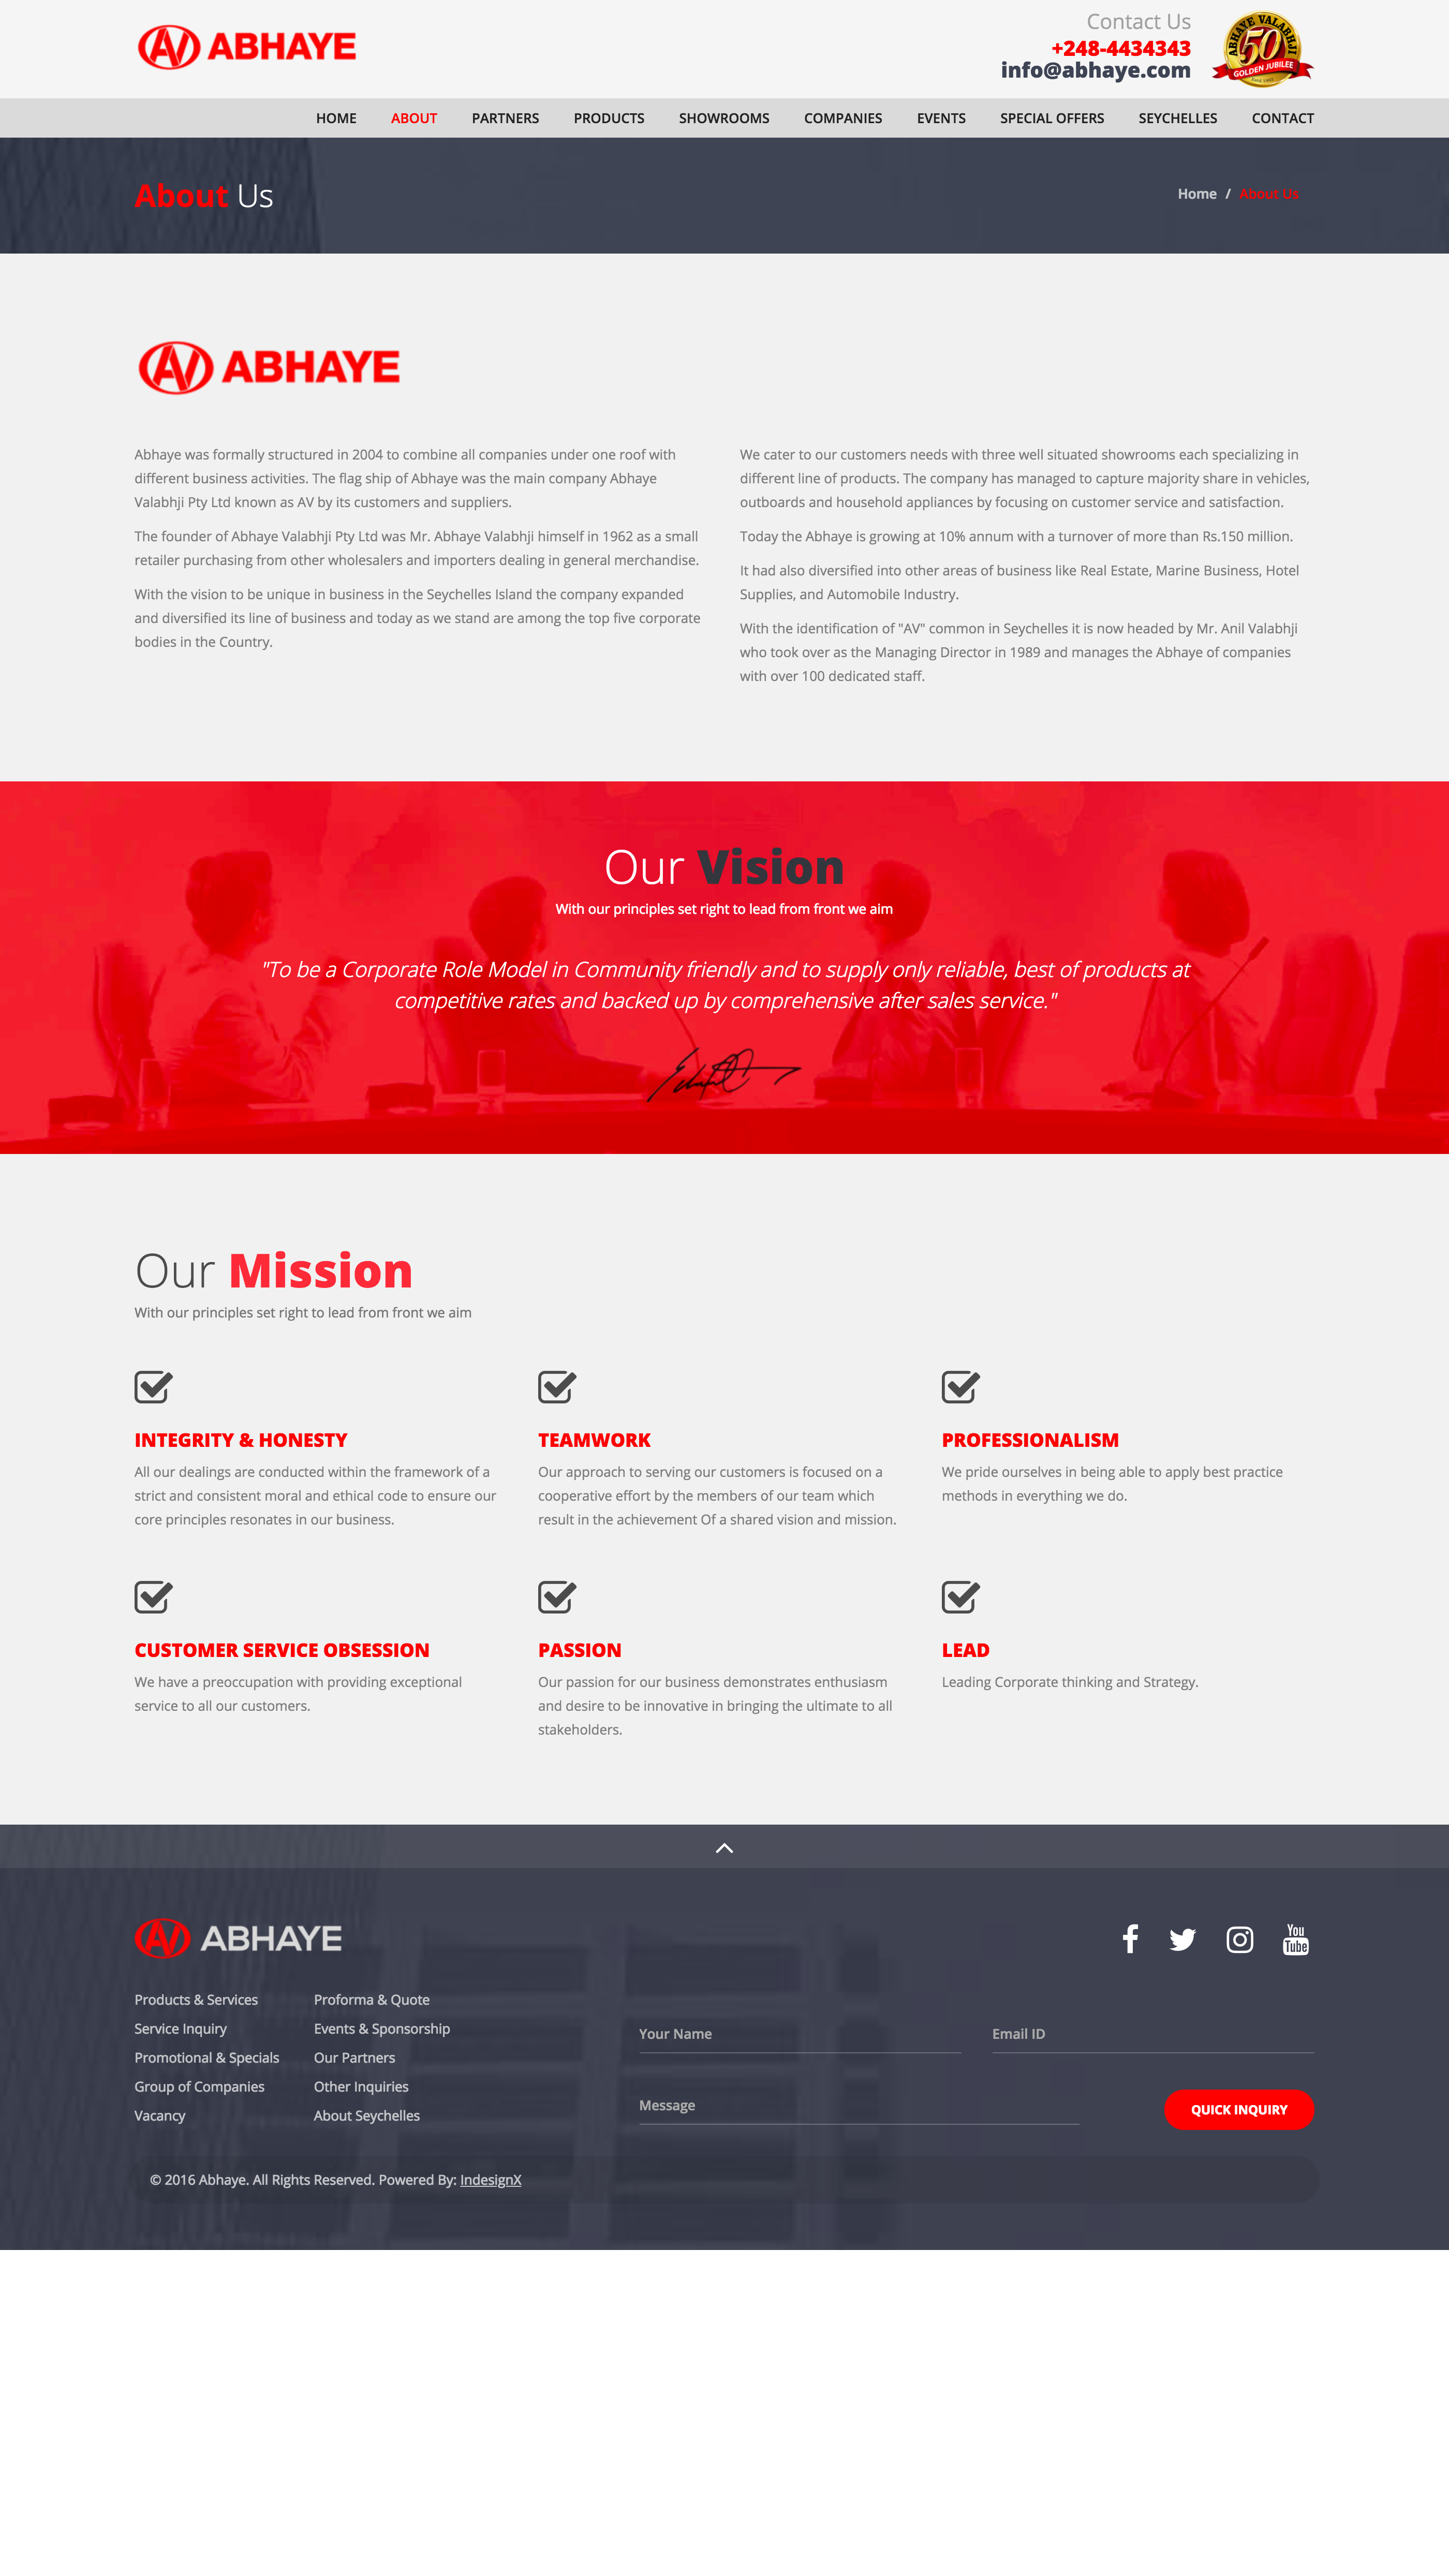 AV ABHAYE
Contact Us
+248-4434343
info@abhaye.com
ABHAYE VALABHJI
50
GOLDEN JUBILEE
HOME ABOUT PARTNERS PRODUCTS SHOWROOMS COMPANIES EVENTS SPECIAL OFFERS SEYCHELLES CONTACT
About Us
Home / About Us
AV ABHAYE
Abhaye was formally structured in 2004 to combine all companies under one roof with
different business activities. The flag ship of Abhaye was the main company Abhaye
Valabhji Pty Ltd known as AV by its customers and suppliers.
The founder of Abhaye Valabhji Pty Ltd was Mr. Abhaye Valabhji himself in 1962 as a small
retailer purchasing from other wholesalers and importers dealing in general merchandise.
With the vision to be unique in business in the Seychelles Island the company expanded
and diversified its line of business and today as we stand are among the top five corporate
bodies in the Country.
We cater to our customers needs with three well situated showrooms each specializing in
different line of products. The company has managed to capture majority share in vehicles,
outboards and household appliances by focusing on customer service and satisfaction.
Today the Abhaye is growing at 10% annum with a turnover of more than Rs.150 million.
It had also diversified into other areas of business like Real Estate, Marine Business, Hotel
Supplies, and Automobile Industry.
With the identification of "AV" common in Seychelles it is now headed by Mr. Anil Valabhji
who took over as the Managing Director in 1989 and manages the Abhaye of companies
with over 100 dedicated staff.
Our Vision
With our principles set right to lead from front we aim
"To be a Corporate Role Model in Community friendly and to supply only reliable, best of products at
competitive rates and backed up by comprehensive after sales service."
Our Mission
With our principles set right to lead from front we aim
INTEGRITY & HONESTY
All our dealings are conducted within the framework of a
strict and consistent moral and ethical code to ensure our
core principles resonates in our business.
TEAMWORK
Our approach to serving our customers is focused on a
cooperative effort by the members of our team which
result in the achievement Of a shared vision and mission.
PROFESSIONALISM
We pride ourselves in being able to apply best practice
methods in everything we do.
CUSTOMER SERVICE OBSESSION
We have a preoccupation with providing exceptional
service to all our customers.
PASSION
Our passion for our business demonstrates enthusiasm
and desire to be innovative in bringing the ultimate to all
stakeholders.
LEAD
Leading Corporate thinking and Strategy.
AV ABHAYE
You
Tube
Products & Services
Service Inquiry
Promotional & Specials
Group of Companies
Vacancy
Proforma & Quote
Events & Sponsorship
Our Partners
Other Inquiries
About Seychelles
Your Name
Email ID
Message
QUICK INQUIRY
© 2016 Abhaye. All Rights Reserved. Powered By: IndesignX